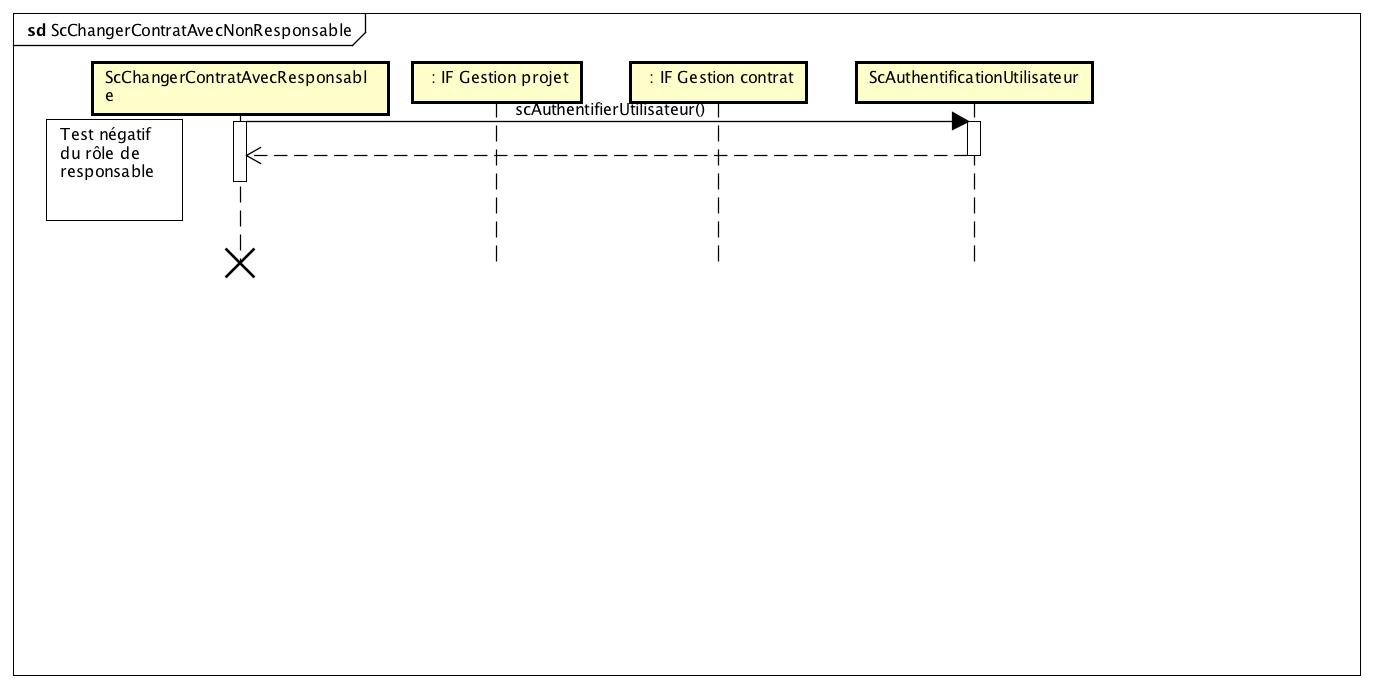 sd ScChangerContratAvecNonResponsable
ScChangerContratAvecResponsabl
e
: IF Gestion projet
: IF Gestion contrat
ScAuthentificationUtilisateur
scAuthentifierUtilisateur()
Test négatif
du rôle de
responsable